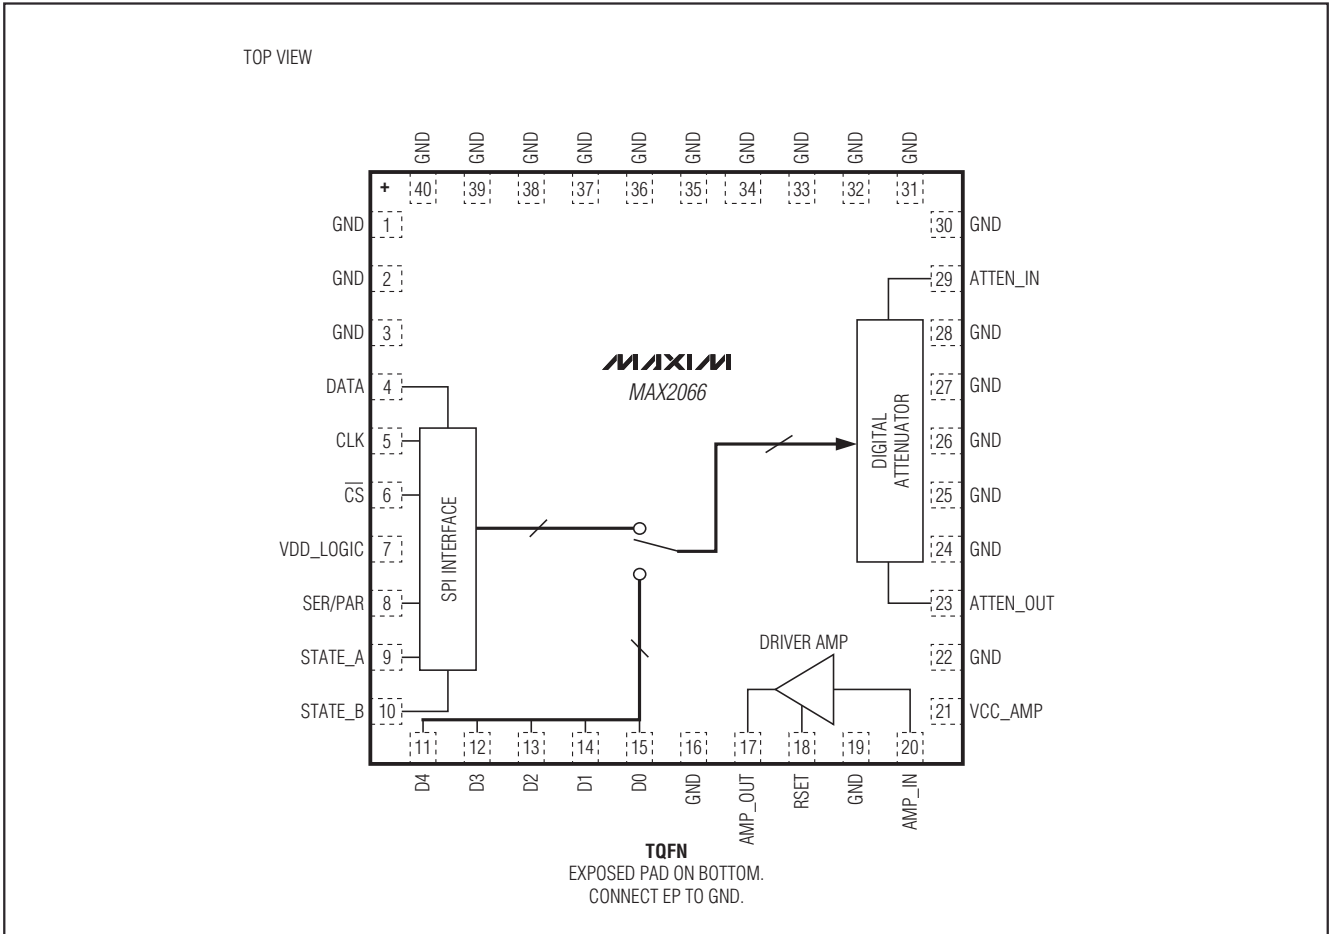 TOP VIEW
GND GND GND GND GND GND GND GND GND GND
+ 40 39 38 37 36 35 34 33 32 31
GND 1 30 GND
GND 2 29 ATTEN_IN
GND 3 28 GND
MAXIM
MAX2066
DATA 4 27 GND
CLK 5 26 GND
CS 6 25 GND
VDD_LOGIC 7 24 GND
SER/PAR 8 23 ATTEN_OUT
STATE_A 9 22 GND
STATE_B 10 21 VCC_AMP
SPI INTERFACE
DIGITAL
ATTENUATOR
DRIVER AMP
11 12 13 14 15 16 17 18 19 20
D4 D3 D2 D1 D0 GND AMP_OUT RSET GND AMP_IN
TQFN
EXPOSED PAD ON BOTTOM.
CONNECT EP TO GND.